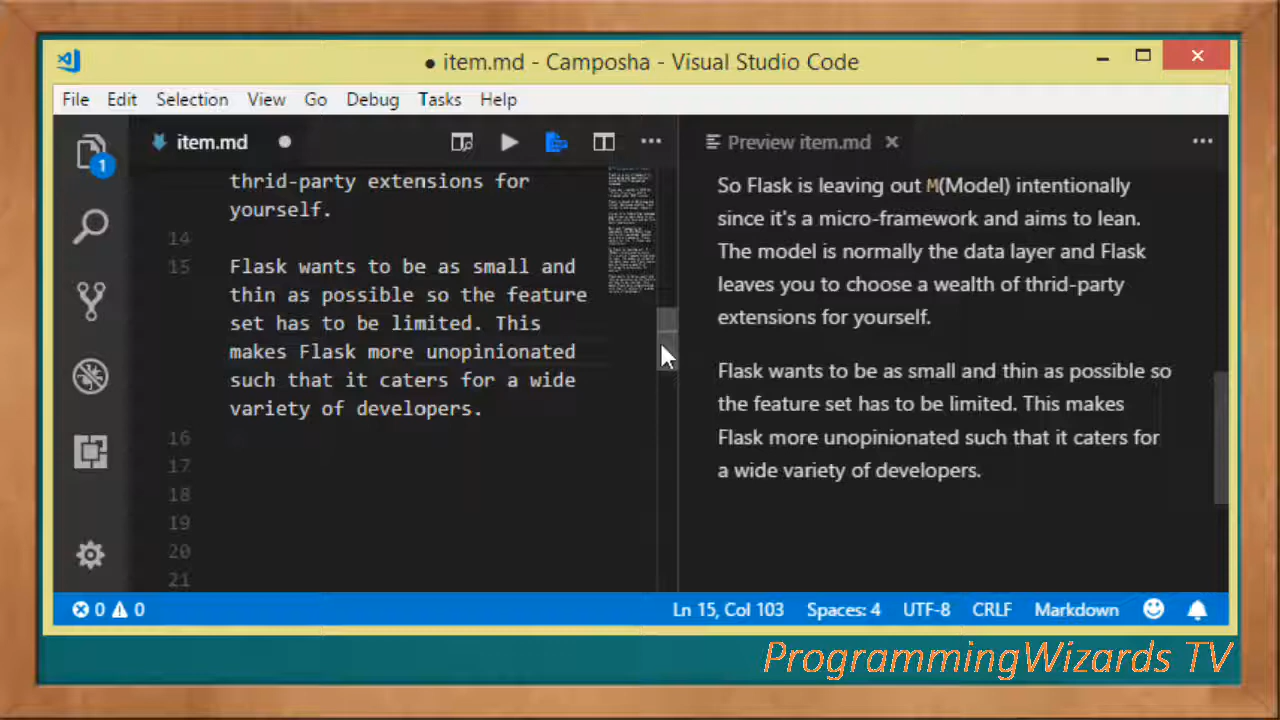 ● item.md - Camposha - Visual Studio Code
File Edit Selection View Go Debug Tasks Help
1
item.md
thrid-party extensions for
yourself.
14
15 Flask wants to be as small and
thin as possible so the feature
set has to be limited. This
makes Flask more unopinionated
such that it caters for a wide
variety of developers.
16
17
18
19
20
21
Preview item.md
So Flask is leaving out M(Model) intentionally
since it's a micro-framework and aims to lean.
The model is normally the data layer and Flask
leaves you to choose a wealth of thrid-party
extensions for yourself.
Flask wants to be as small and thin as possible so
the feature set has to be limited. This makes
Flask more unopinionated such that it caters for
a wide variety of developers.
0 0 Ln 15, Col 103 Spaces: 4 UTF-8 CRLF Markdown
ProgrammingWizards TV